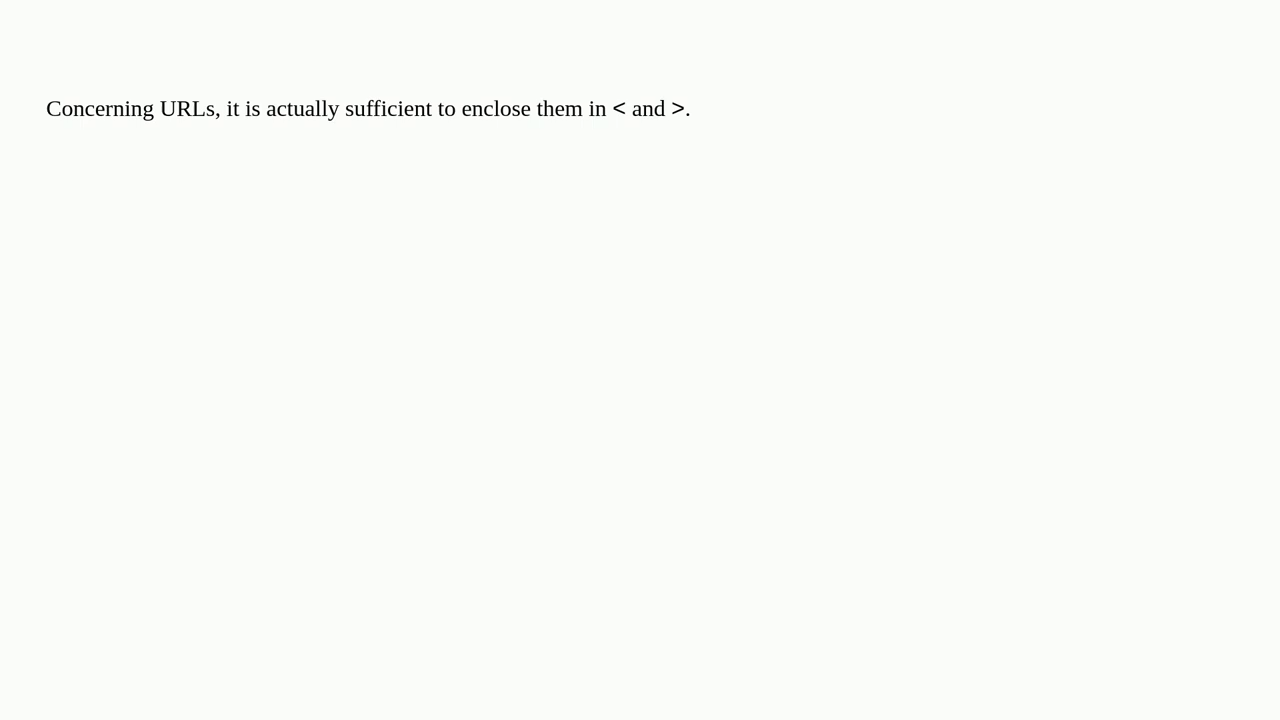 Concerning URLs, it is actually sufficient to enclose them in < and >.